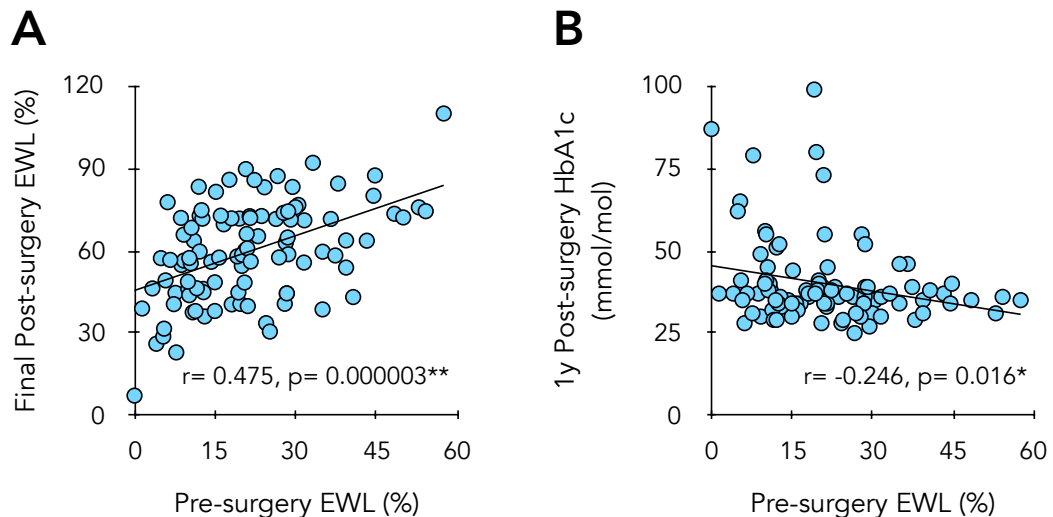 A
Final Post-surgery EWL (%)
120
90
60
30
0
r= 0.475, p= 0.000003**
0 15 30 45 60
Pre-surgery EWL (%)
B
1y Post-surgery HbA1c
(mmol/mol)
100
75
50
25
0
r= -0.246, p= 0.016*
0 15 30 45 60
Pre-surgery EWL (%)